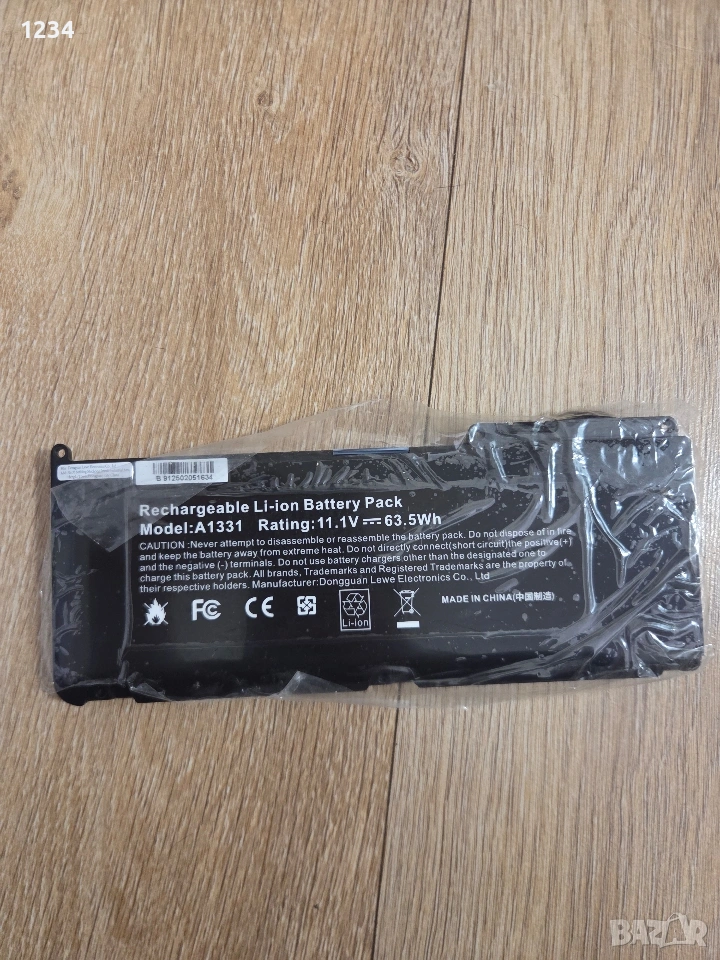 1234
B 912502051634
Rechargeable Li-ion Battery Pack
Model:A1331 Rating:11.1V 63.5Wh
CAUTION :Never attempt to disassemble or reassemble the battery pack. Do not dispose of in fire
and keep the battery away from extreme heat. Do not directly connect(short circuit)the positive(+)
and the negative (-) terminals. Do not use battery chargers other than the designated one to
charge this battery pack. All brands, Trademarks and Registered Trademarks are the property of
their respective holders. Manufacturer:Dongguan Lewe Electronics Co., Ltd
FC CE
Li-Ion
MADE IN CHINA(中国制造)
BAZAR